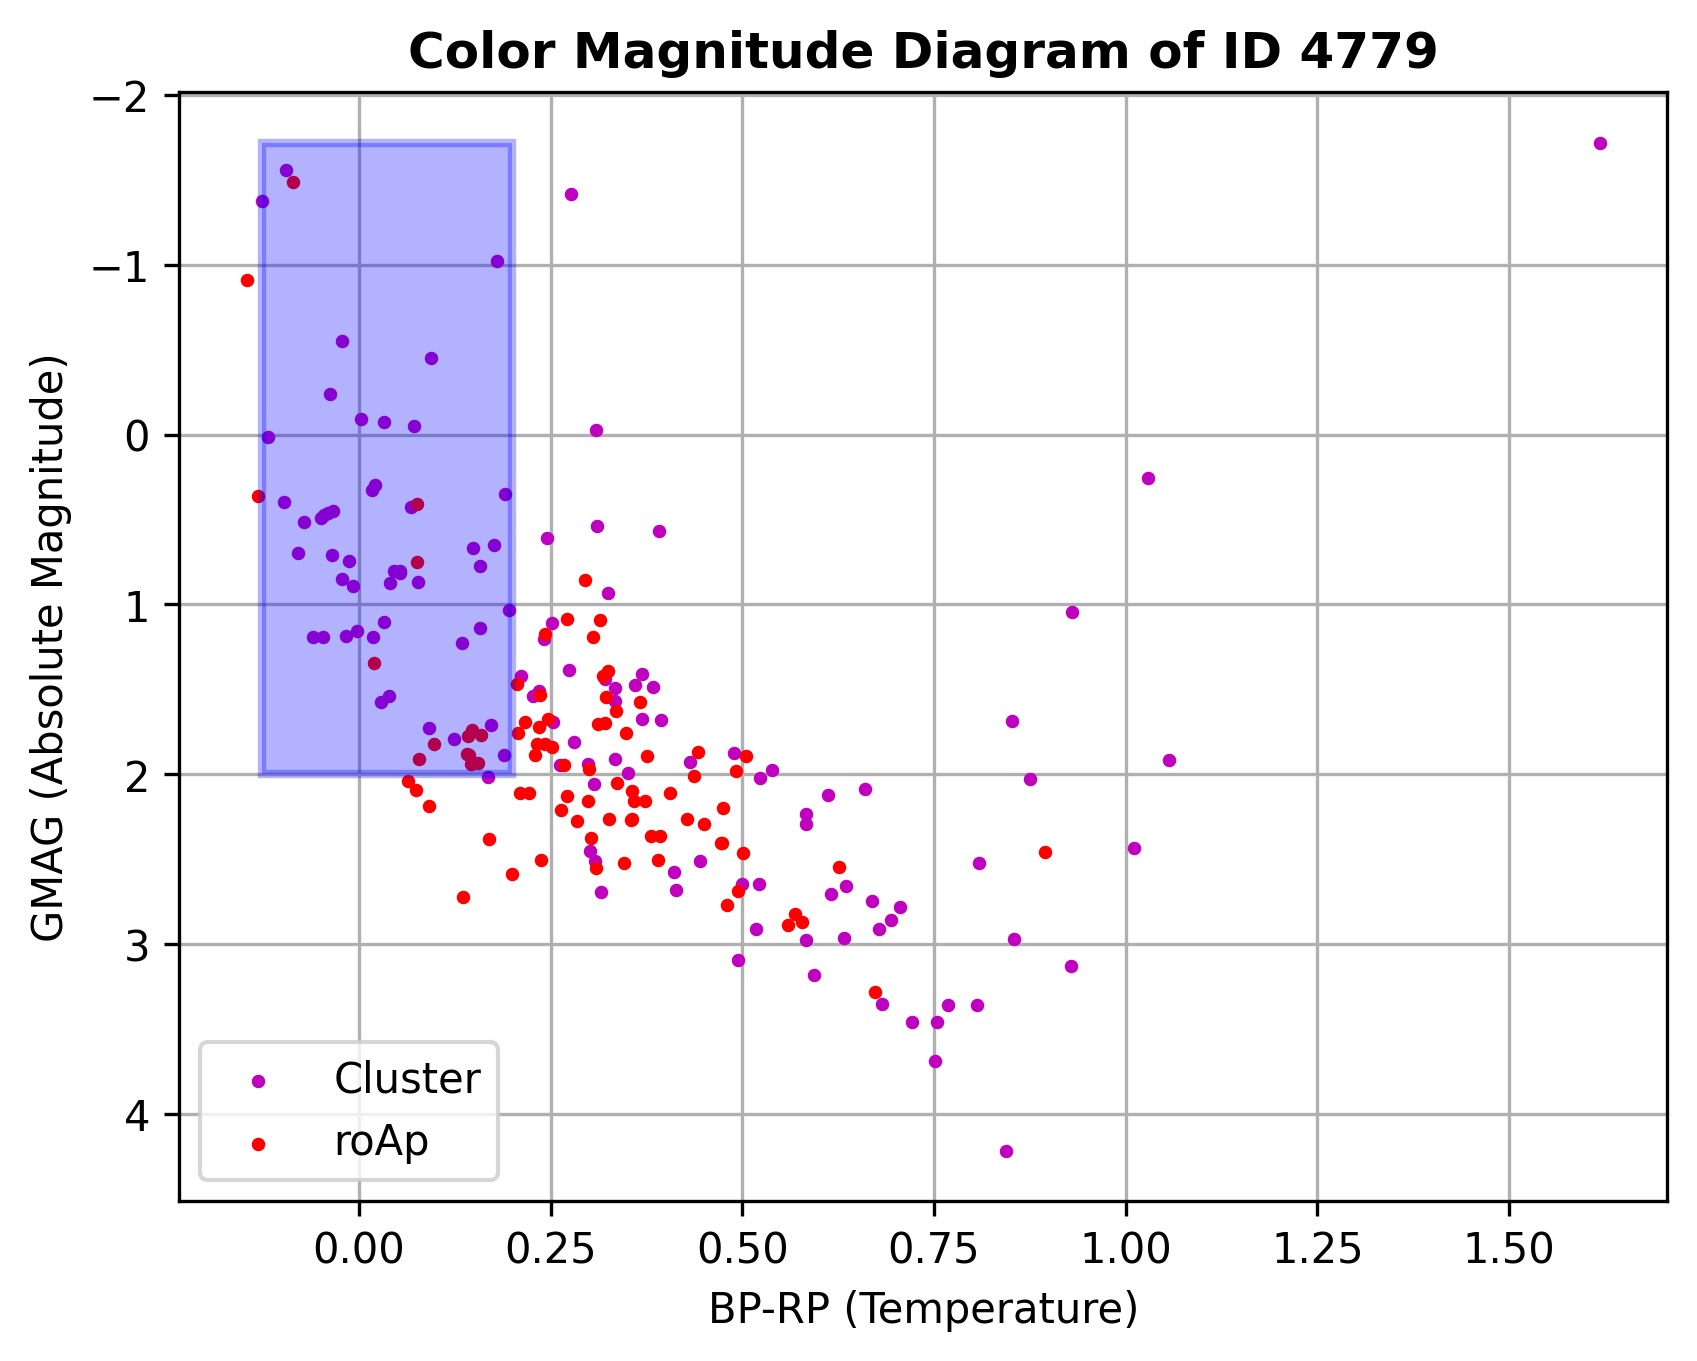 Color Magnitude Diagram of ID 4779
GMAG (Absolute Magnitude)
−2
−1
0
1
2
3
4
Cluster
roAp
0.00 0.25 0.50 0.75 1.00 1.25 1.50
BP-RP (Temperature)